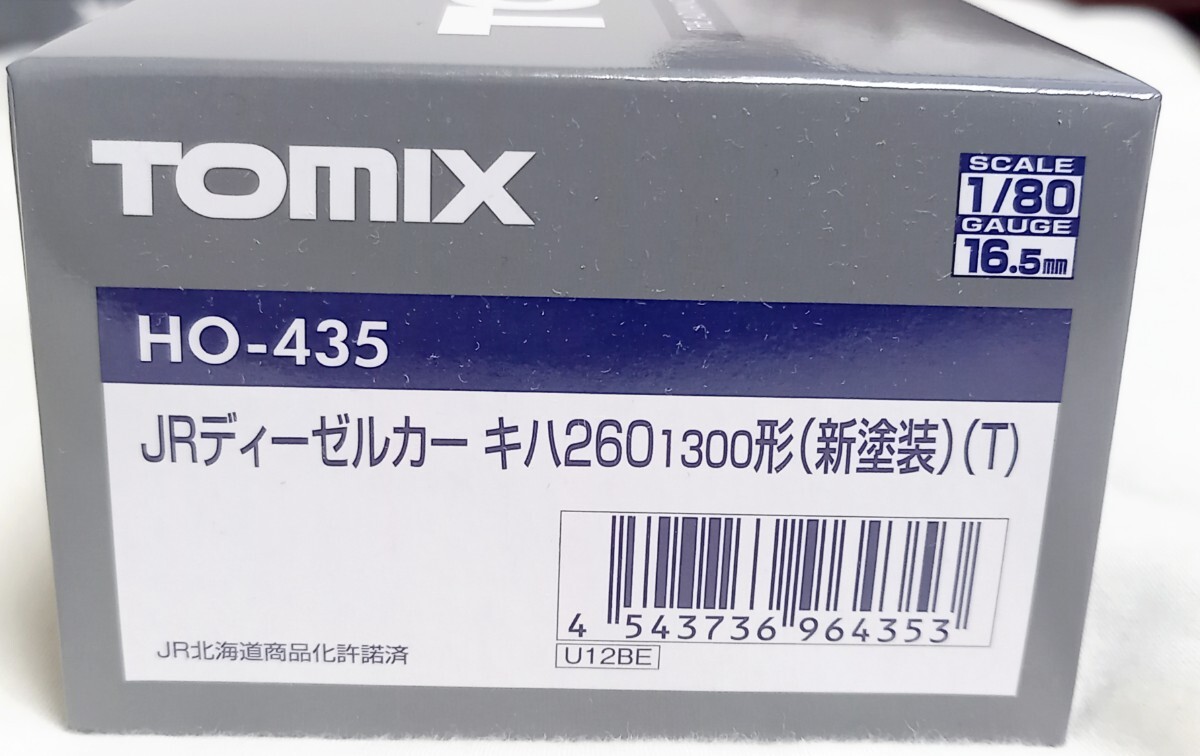 TOMIX
SCALE
1/80
GAUGE
16.5mm
HO-435
JRディーゼルカー キハ260 1300形(新塗装)(T)
4 543736 964353
U12BE
JR北海道商品化許諾済